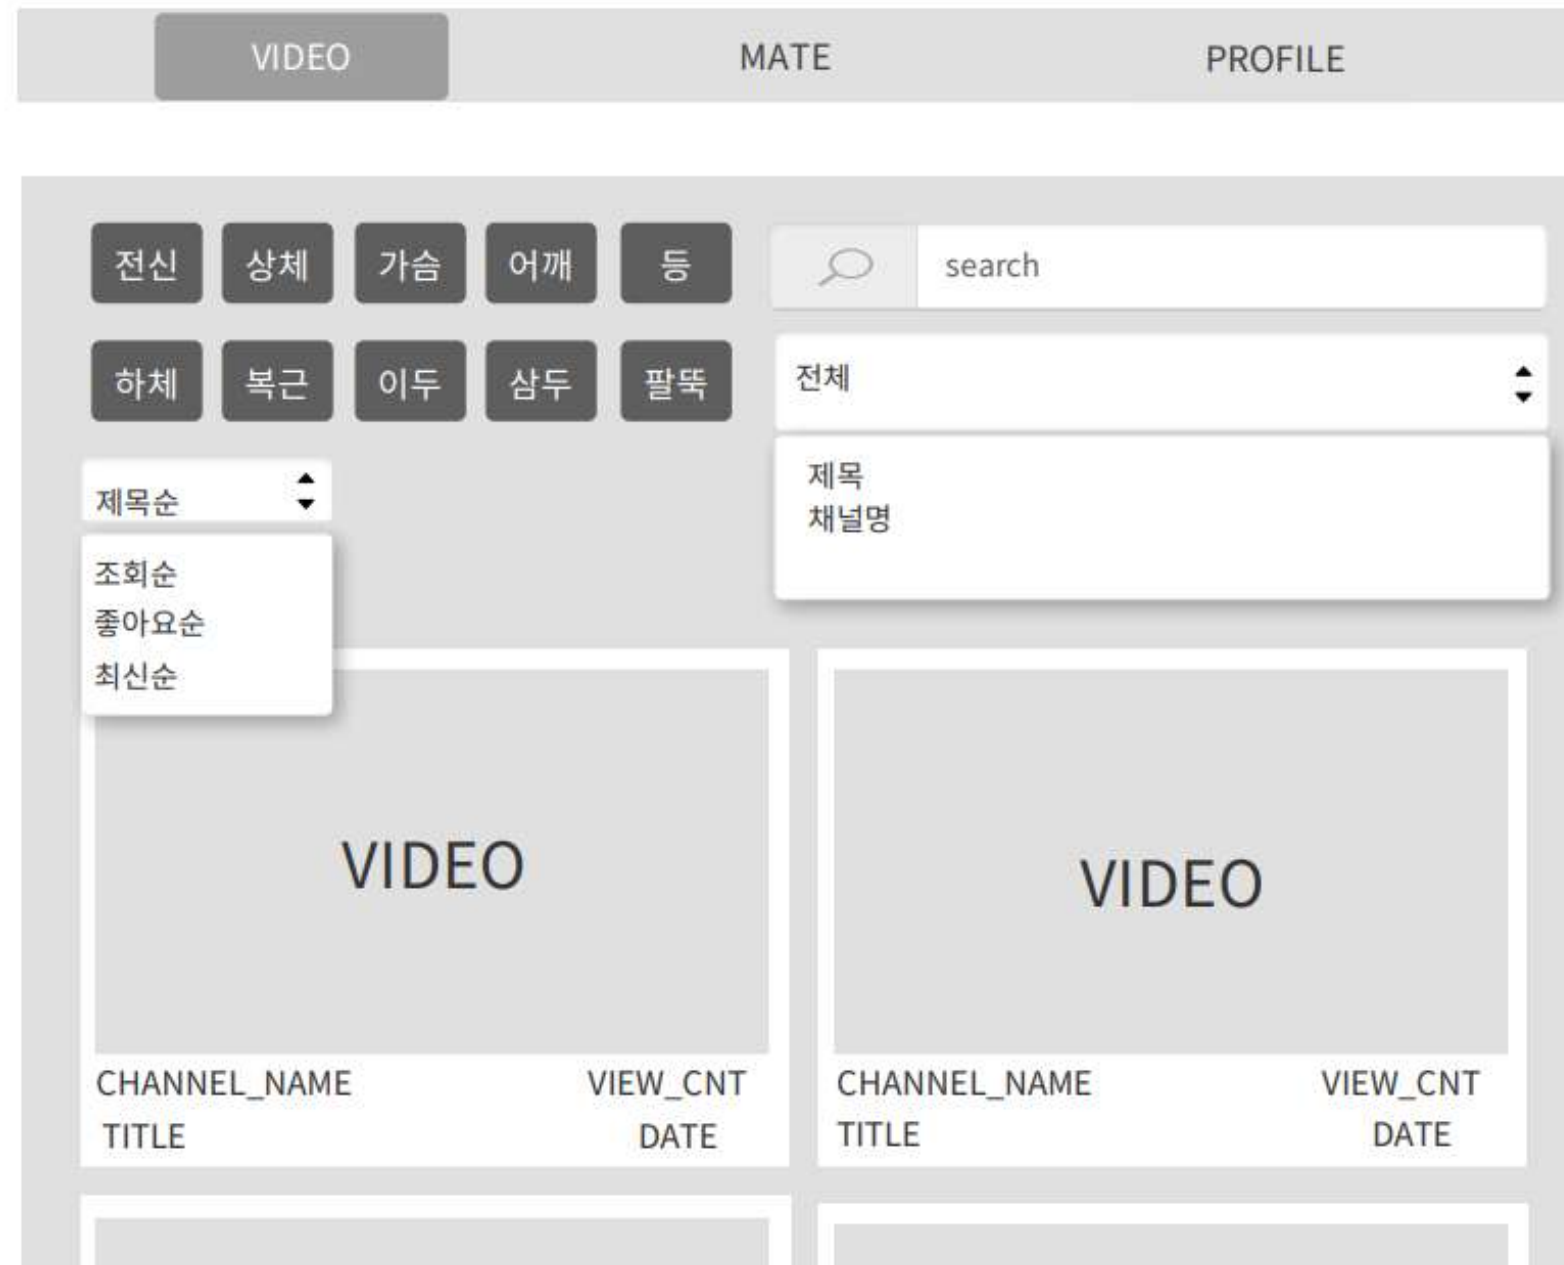 VIDEO MATE PROFILE
전신 상체 가슴 어깨 등
search
하체 복근 이두 삼두 팔뚝
전체
제목
채널명
제목순
조회순
좋아요순
최신순
VIDEO
CHANNEL_NAME VIEW_CNT
TITLE DATE
VIDEO
CHANNEL_NAME VIEW_CNT
TITLE DATE